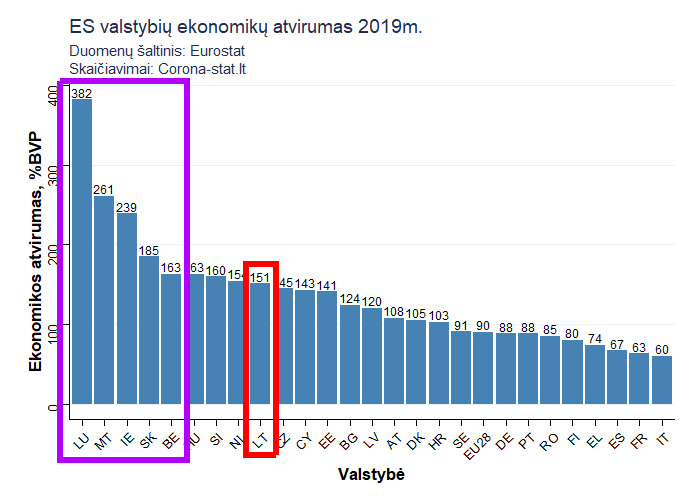 ES valstybių ekonomikų atvirumas 2019m.
Duomenų šaltinis: Eurostat
Skaičiavimai: Corona-stat.lt
Ekonomikos atvirumas, %BVP
400
300
200
100
0
382 261 239 185 163 63 160 154 151 45 143 141 124 120 108 105 103 91 90 88 88 85 80 74 67 63 60
LU MT IE SK BE HU SI NL LT CZ CY EE BG LV AT DK HR SE EU28 DE PT RO FI EL ES FR IT
Valstybė